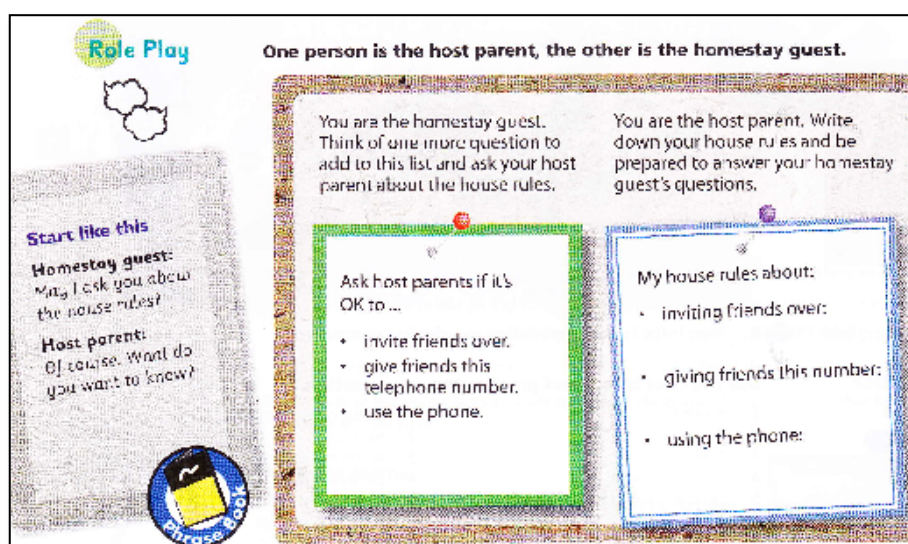 Role Play
One person is the host parent, the other is the homestay guest.
You are the homestay guest.
Think of one more question to
add to this list and ask your host
parent about the house rules.
You are the host parent. Write
down your house rules and be
prepared to answer your homestay
guest's questions.
Start like this
Homestay guest:
May I ask you about
the house rules?
Host parent:
Of course. Want do
you want to know?
Ask host parents if it's
OK to ...
• invite friends over.
• give friends this
telephone number.
• use the phone.
My house rules about:
• inviting friends over:
• giving friends this number:
• using the phone:
Phrase Book